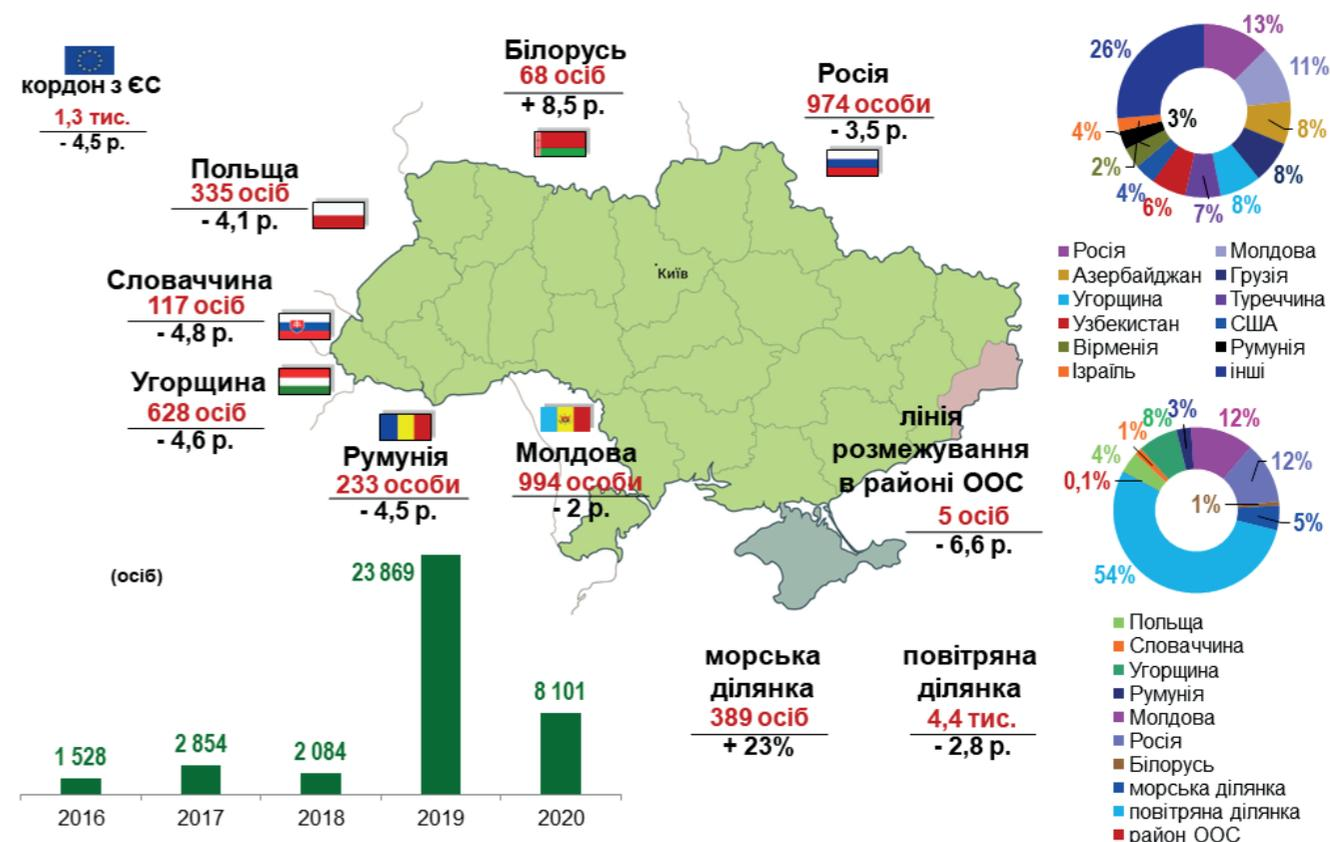 кордон з ЄС
1,3 тис.
- 4,5 р.
Білорусь
68 осіб
+ 8,5 р.
Росія
974 особи
- 3,5 р.
Польща
335 осіб
- 4,1 р.
Словаччина
117 осіб
- 4,8 р.
Угорщина
628 осіб
- 4,6 р.
Румунія
233 особи
- 4,5 р.
Молдова
994 особи
- 2 р.
Київ
лінія
розмежування
в районі ООС
5 осіб
- 6,6 р.
морська
ділянка
389 осіб
+ 23%
повітряна
ділянка
4,4 тис.
- 2,8 р.
(осіб)
1 528
2 854
2 084
23 869
8 101
2016
2017
2018
2019
2020
13%
11%
8%
8%
8%
7%
6%
4%
2%
3%
4%
26%
Росія
Молдова
Азербайджан
Грузія
Угорщина
Туреччина
Узбекистан
США
Вірменія
Румунія
Ізраїль
інші
4%
1%
8%
3%
12%
12%
1%
5%
54%
0,1%
Польща
Словаччина
Угорщина
Румунія
Молдова
Росія
Білорусь
морська ділянка
повітряна ділянка
район ООС